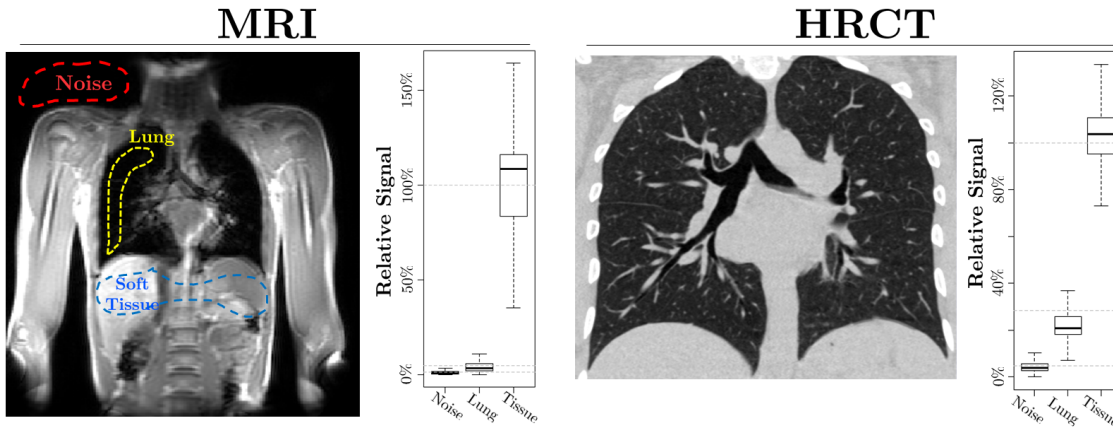 MRI
Noise
Lung
Soft
Tissue
Relative Signal
0%
50%
100%
150%
Noise
Lung
Tissue
HRCT
Relative Signal
0%
40%
80%
120%
Noise
Lung
Tissue